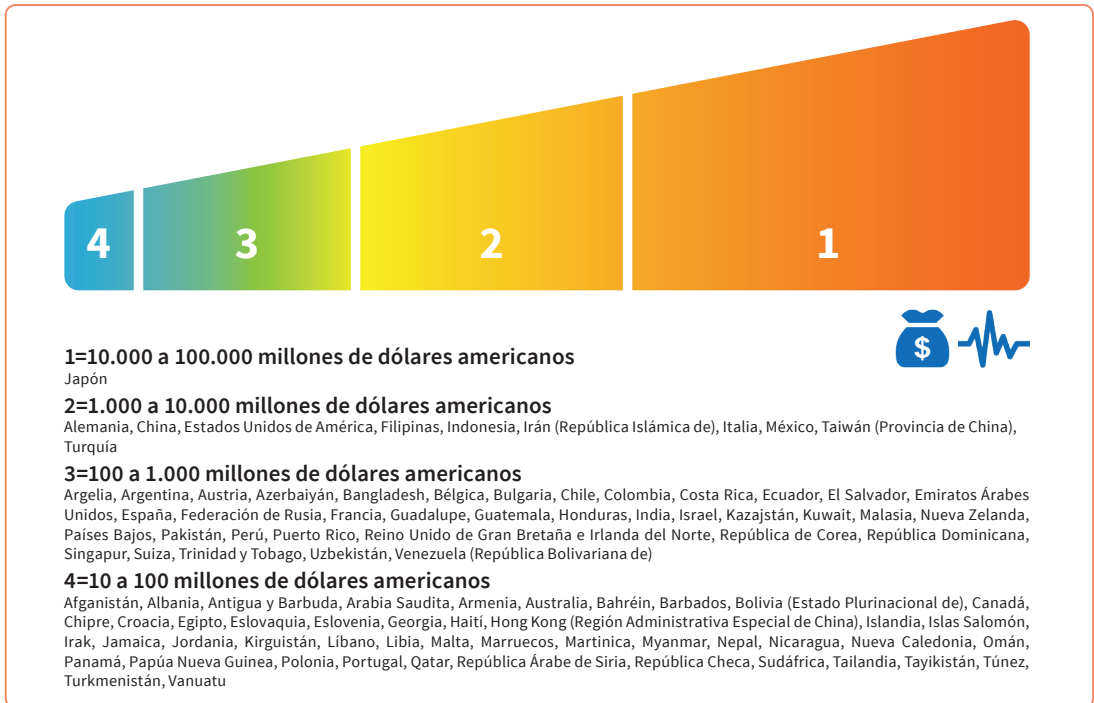 4
3
2
1
$
1=10.000 a 100.000 millones de dólares americanos
Japón
2=1.000 a 10.000 millones de dólares americanos
Alemania, China, Estados Unidos de América, Filipinas, Indonesia, Irán (República Islámica de), Italia, México, Taiwán (Provincia de China),
Turquía
3=100 a 1.000 millones de dólares americanos
Argelia, Argentina, Austria, Azerbaiyán, Bangladesh, Bélgica, Bulgaria, Chile, Colombia, Costa Rica, Ecuador, El Salvador, Emiratos Árabes
Unidos, España, Federación de Rusia, Francia, Guadalupe, Guatemala, Honduras, India, Israel, Kazajstán, Kuwait, Malasia, Nueva Zelanda,
Países Bajos, Pakistán, Perú, Puerto Rico, Reino Unido de Gran Bretaña e Irlanda del Norte, República de Corea, República Dominicana,
Singapur, Suiza, Trinidad y Tobago, Uzbekistán, Venezuela (República Bolivariana de)
4=10 a 100 millones de dólares americanos
Afganistán, Albania, Antigua y Barbuda, Arabia Saudita, Armenia, Australia, Bahréin, Barbados, Bolivia (Estado Plurinacional de), Canadá,
Chipre, Croacia, Egipto, Eslovaquia, Eslovenia, Georgia, Haití, Hong Kong (Región Administrativa Especial de China), Islandia, Islas Salomón,
Irak, Jamaica, Jordania, Kirguistán, Líbano, Libia, Malta, Marruecos, Martinica, Myanmar, Nepal, Nicaragua, Nueva Caledonia, Omán,
Panamá, Papúa Nueva Guinea, Polonia, Portugal, Qatar, República Árabe de Siria, República Checa, Sudáfrica, Tailandia, Tayikistán, Túnez,
Turkmenistán, Vanuatu